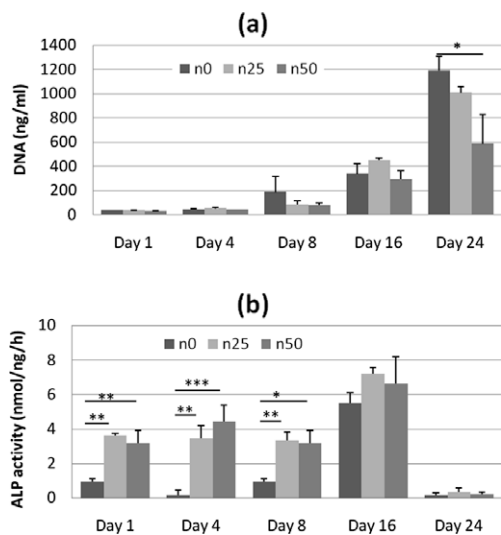 (a)
DNA (ng/ml)
1400
1200
1000
800
600
400
200
0
n0 n25 n50
*
Day 1 Day 4 Day 8 Day 16 Day 24
(b)
ALP activity (nmol/ng/h)
10
8
6
4
2
0
n0 n25 n50
** *** *
** ** **
Day 1 Day 4 Day 8 Day 16 Day 24